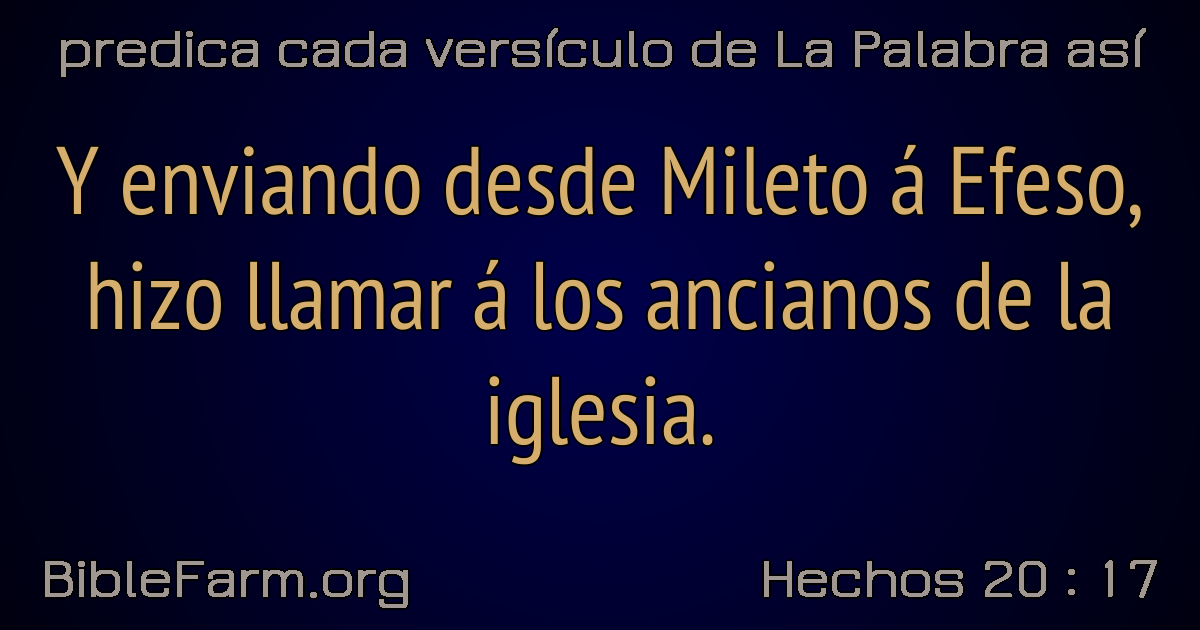 predica cada versículo de La Palabra así
Y enviando desde Mileto á Efeso,
hizo llamar á los ancianos de la
iglesia.
BibleFarm.org
Hechos 20 : 17